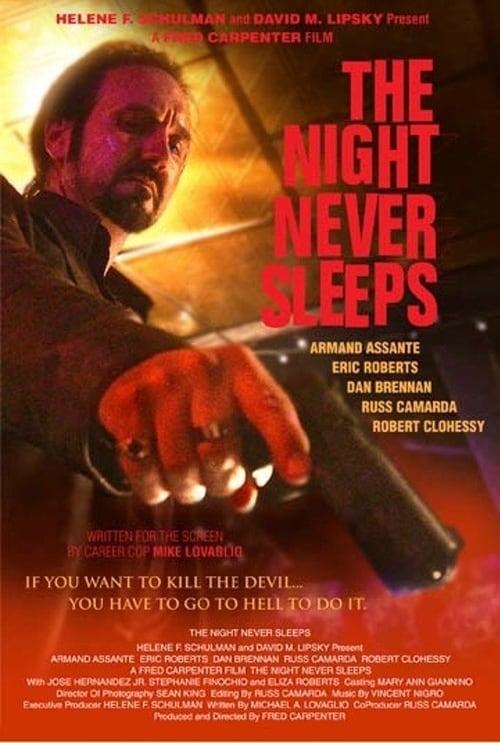 HELENE F. SCHULMAN and DAVID M. LIPSKY Present
A FRED CARPENTER FILM
THE
NIGHT
NEVER
SLEEPS
ARMAND ASSANTE
ERIC ROBERTS
DAN BRENNAN
RUSS CAMARDA
ROBERT CLOHESSY
WRITTEN FOR THE SCREEN
BY CAREER COP MIKE LOVAGLIO
IF YOU WANT TO KILL THE DEVIL...
YOU HAVE TO GO TO HELL TO DO IT.
THE NIGHT NEVER SLEEPS
HELENE F. SCHULMAN and DAVID M. LIPSKY Present
ARMAND ASSANTE ERIC ROBERTS DAN BRENNAN RUSS CAMARDA ROBERT CLOHESSY
A FRED CARPENTER FILM THE NIGHT NEVER SLEEPS
With JOSE HERNANDEZ JR. STEPHANIE FINOCHIO and ELIZA ROBERTS Casting MARY ANN GIANNINO
Director Of Photography SEAN KING Editing By RUSS CAMARDA Music By VINCENT NIGRO
Executive Producer HELENE F. SCHULMAN Written By MICHAEL A. LOVAGLIO CoProducer RUSS CAMARDA
Produced and Directed By FRED CARPENTER